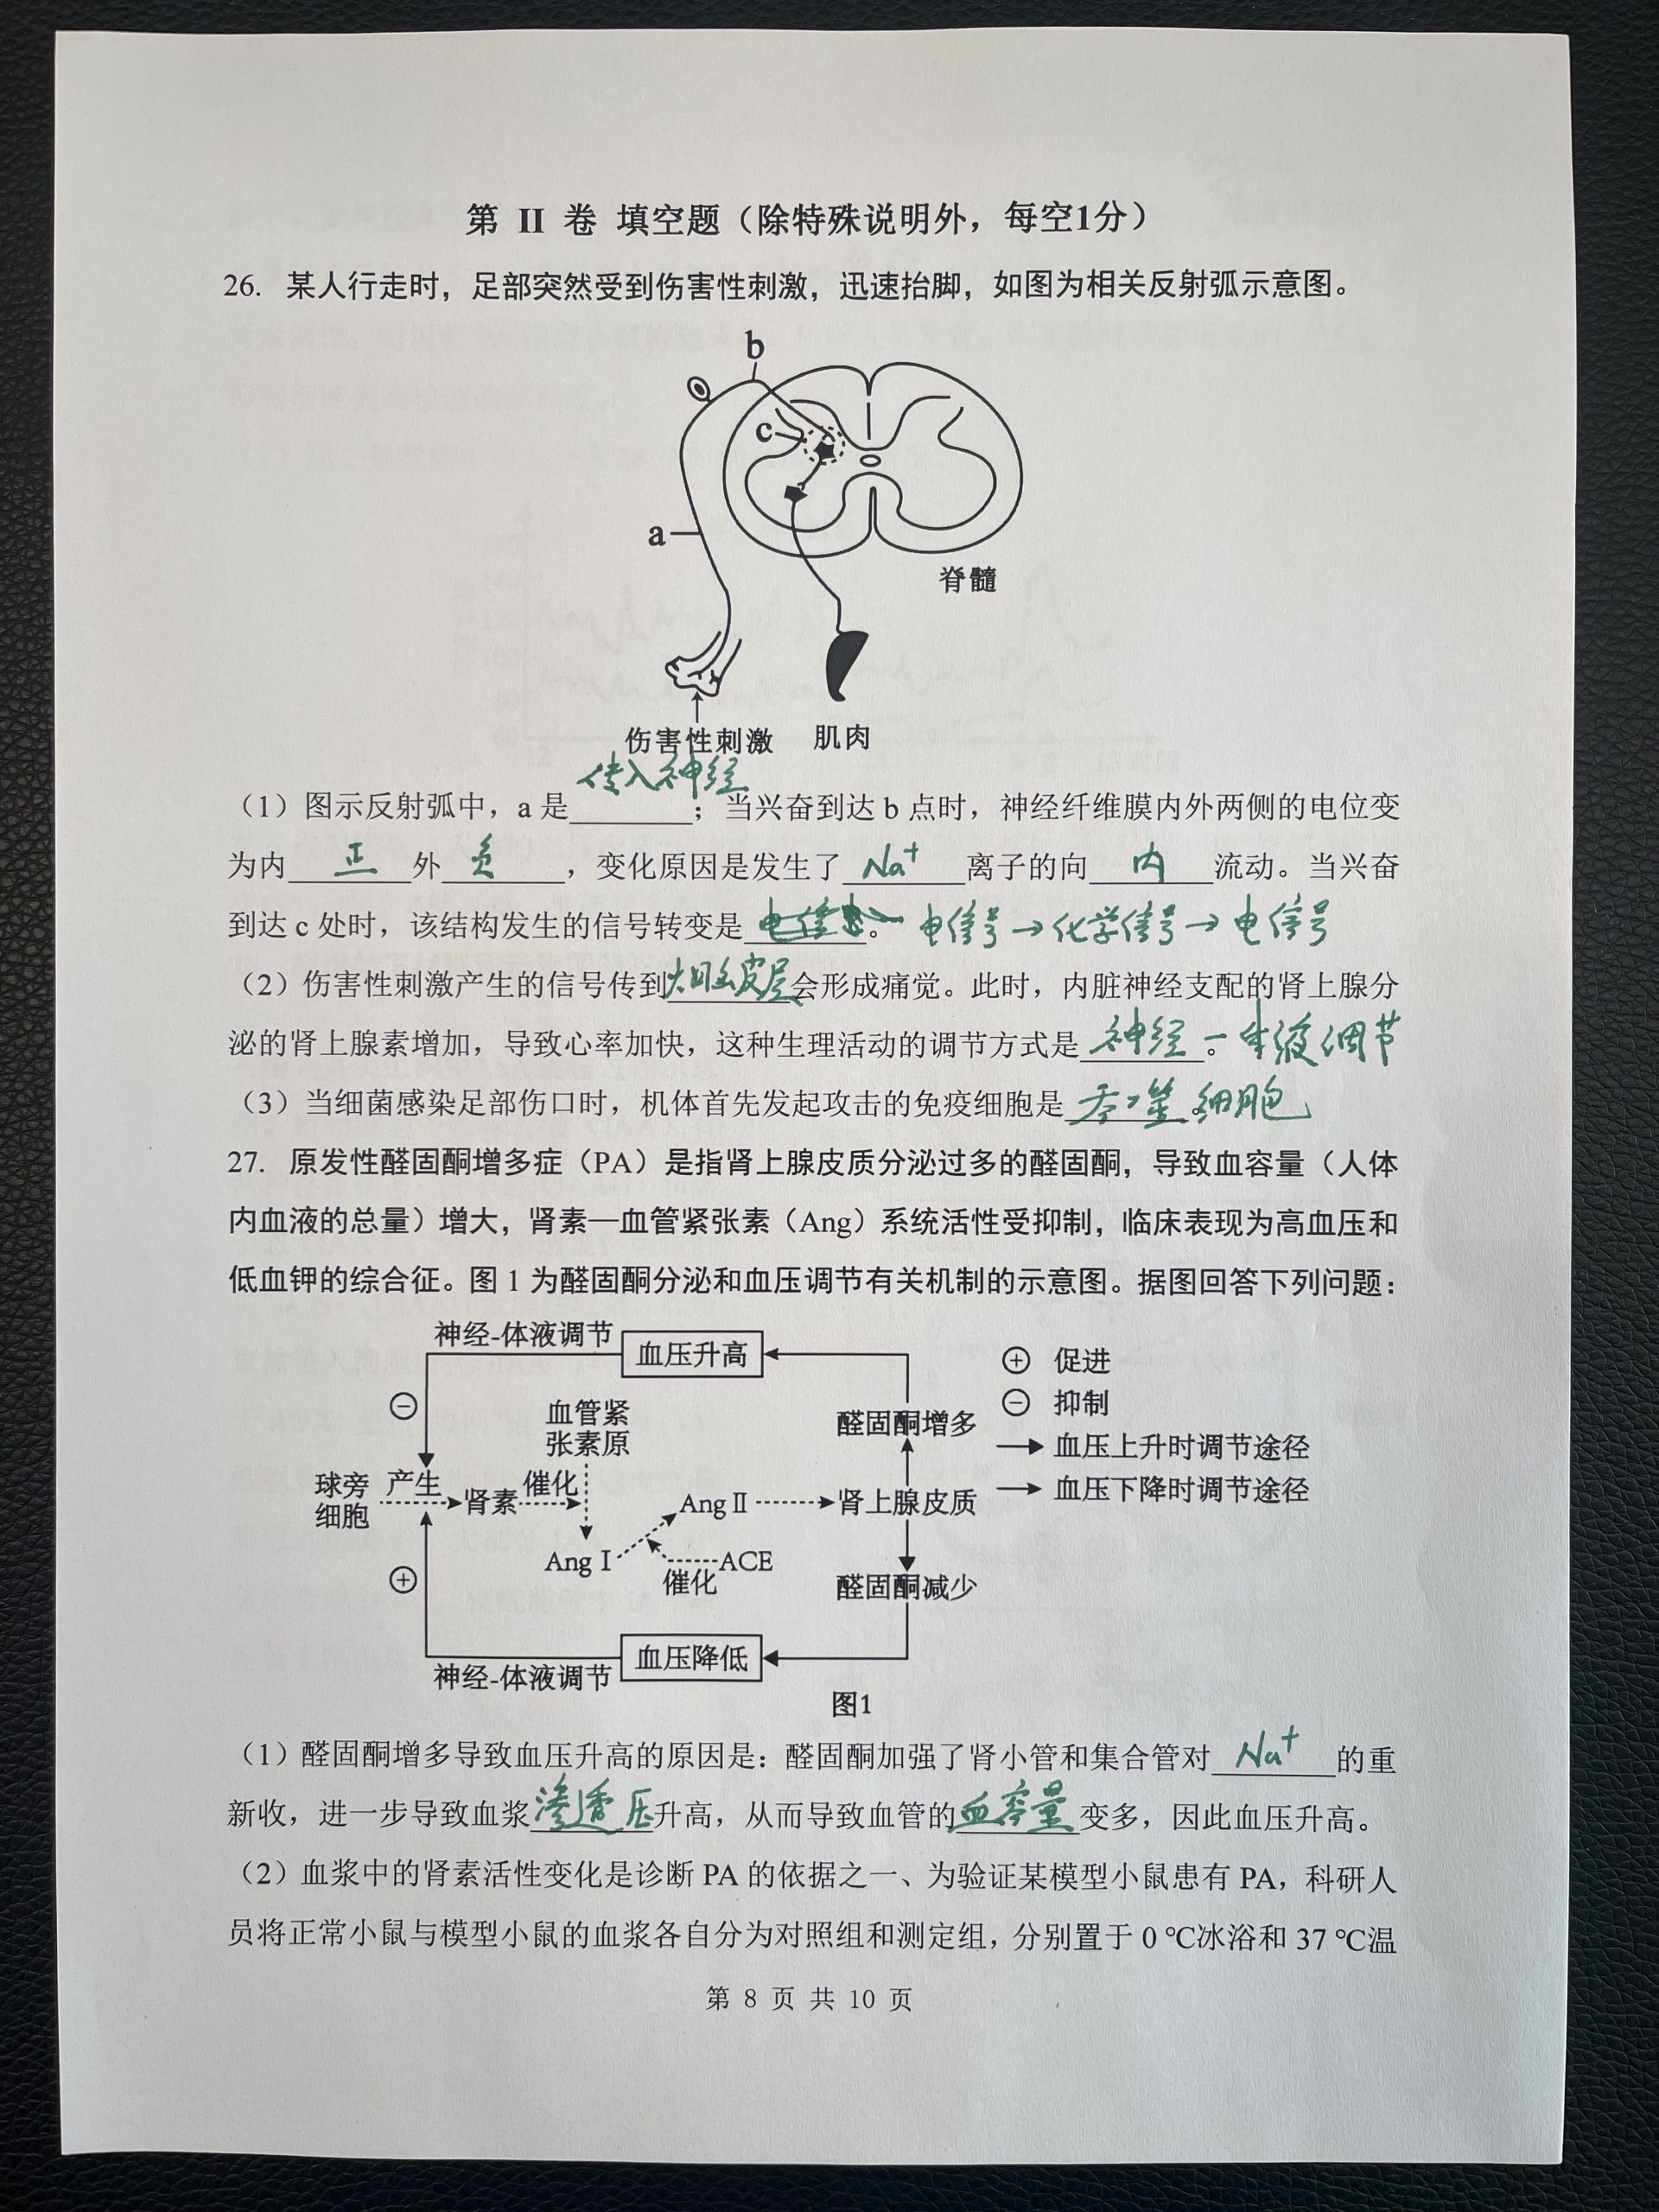 第 II 卷 填空题（除特殊说明外，每空1分）
26. 某人行走时，足部突然受到伤害性刺激，迅速抬脚，如图为相关反射弧示意图。
b
c
a
脊髓
伤害性刺激 肌肉
传入神经
（1）图示反射弧中，a 是________；当兴奋到达 b 点时，神经纤维膜内外两侧的电位变
为内 正 外 负 ，变化原因是发生了 Na⁺ 离子的向 内 流动。当兴奋
到达 c 处时，该结构发生的信号转变是________。电信号→化学信号→电信号
（2）伤害性刺激产生的信号传到大脑皮层会形成痛觉。此时，内脏神经支配的肾上腺分
泌的肾上腺素增加，导致心率加快，这种生理活动的调节方式是 神经-体液调节。
（3）当细菌感染足部伤口时，机体首先发起攻击的免疫细胞是 吞噬细胞。
27. 原发性醛固酮增多症（PA）是指肾上腺皮质分泌过多的醛固酮，导致血容量（人体
内血液的总量）增大，肾素—血管紧张素（Ang）系统活性受抑制，临床表现为高血压和
低血钾的综合征。图 1 为醛固酮分泌和血压调节有关机制的示意图。据图回答下列问题：
神经-体液调节 血压升高
⊕ 促进
⊖ 抑制
→ 血压上升时调节途径
→ 血压下降时调节途径
⊖
血管紧
张素原
醛固酮增多
球旁
细胞
产生
肾素
催化
Ang Ⅱ
肾上腺皮质
Ang Ⅰ
ACE
催化
醛固酮减少
⊕
神经-体液调节 血压降低
图1
（1）醛固酮增多导致血压升高的原因是：醛固酮加强了肾小管和集合管对 Na⁺ 的重
新收，进一步导致血浆渗透压升高，从而导致血管的血容量变多，因此血压升高。
（2）血浆中的肾素活性变化是诊断 PA 的依据之一、为验证某模型小鼠患有 PA，科研人
员将正常小鼠与模型小鼠的血浆各自分为对照组和测定组，分别置于 0 ℃冰浴和 37 ℃温
第 8 页 共 10 页